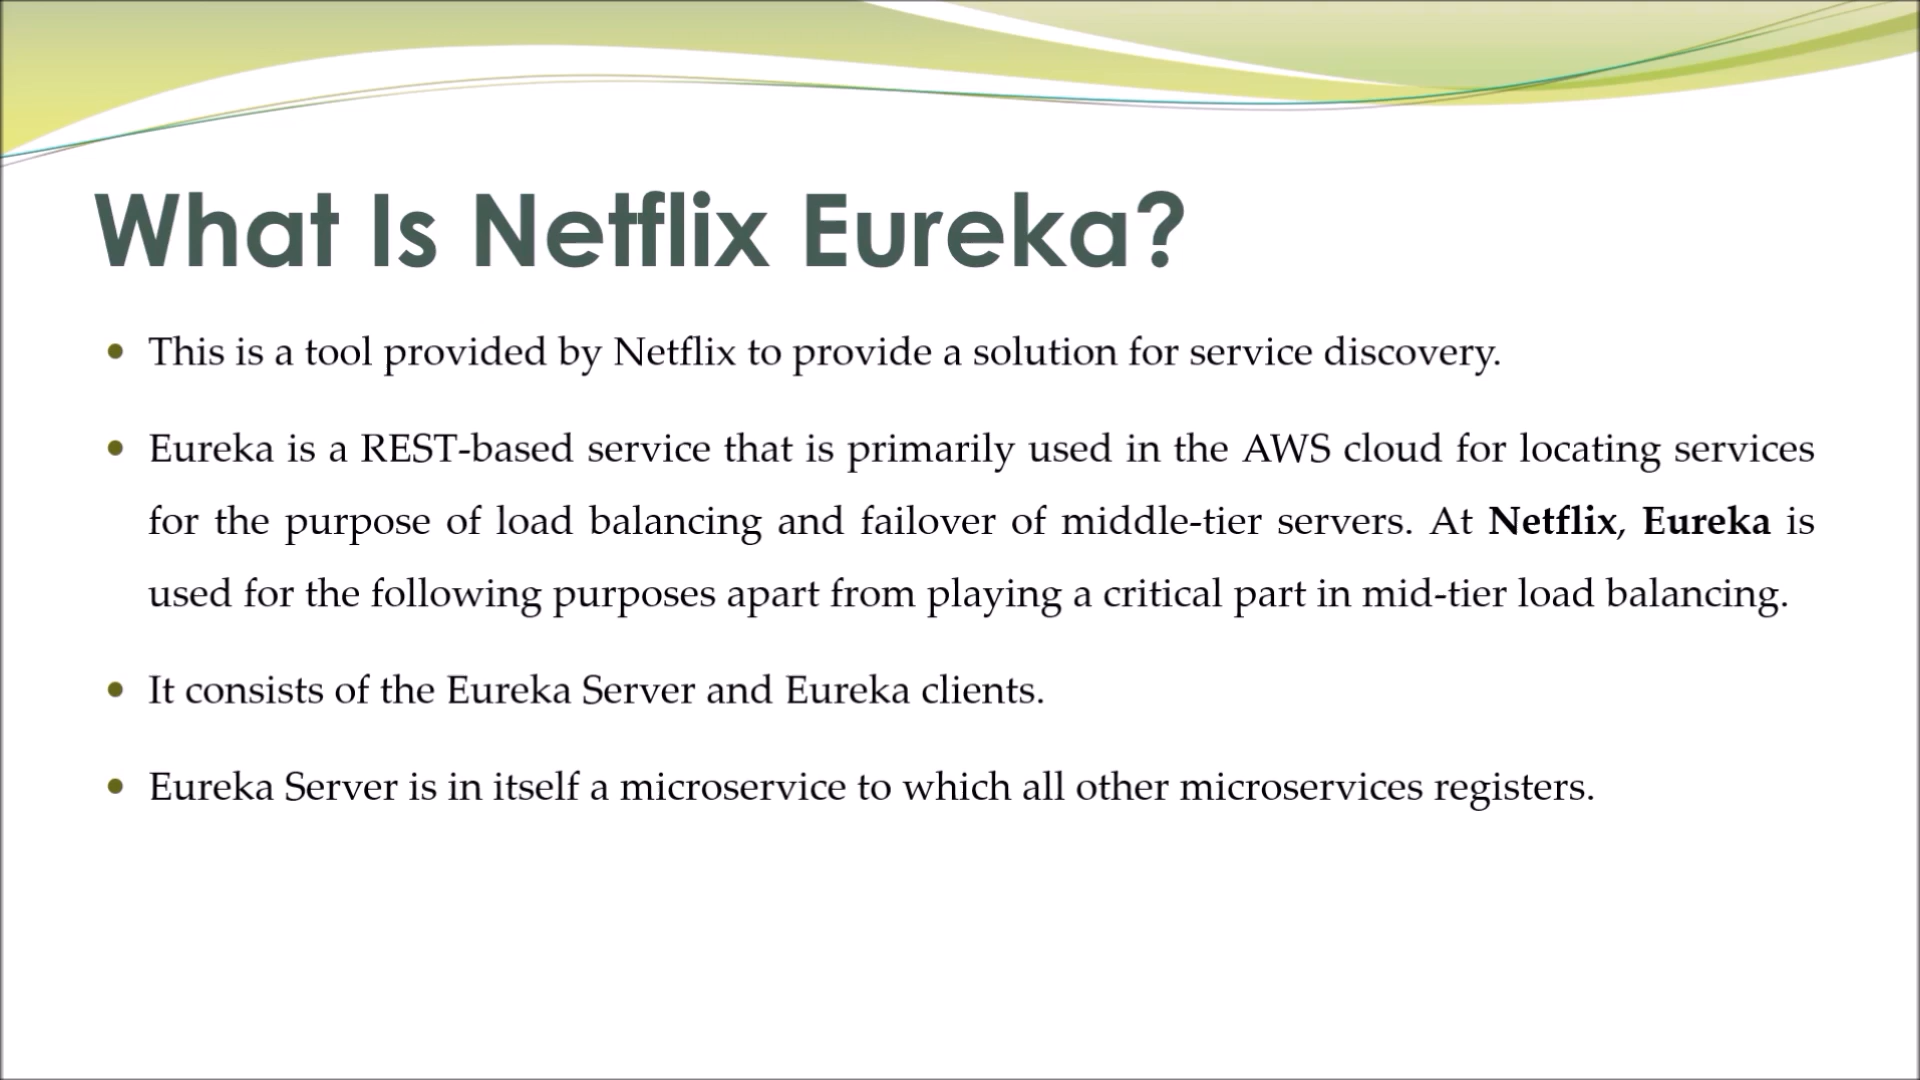 What Is Netflix Eureka?
This is a tool provided by Netflix to provide a solution for service discovery.
Eureka is a REST-based service that is primarily used in the AWS cloud for locating services
for the purpose of load balancing and failover of middle-tier servers. At Netflix, Eureka is
used for the following purposes apart from playing a critical part in mid-tier load balancing.
It consists of the Eureka Server and Eureka clients.
Eureka Server is in itself a microservice to which all other microservices registers.